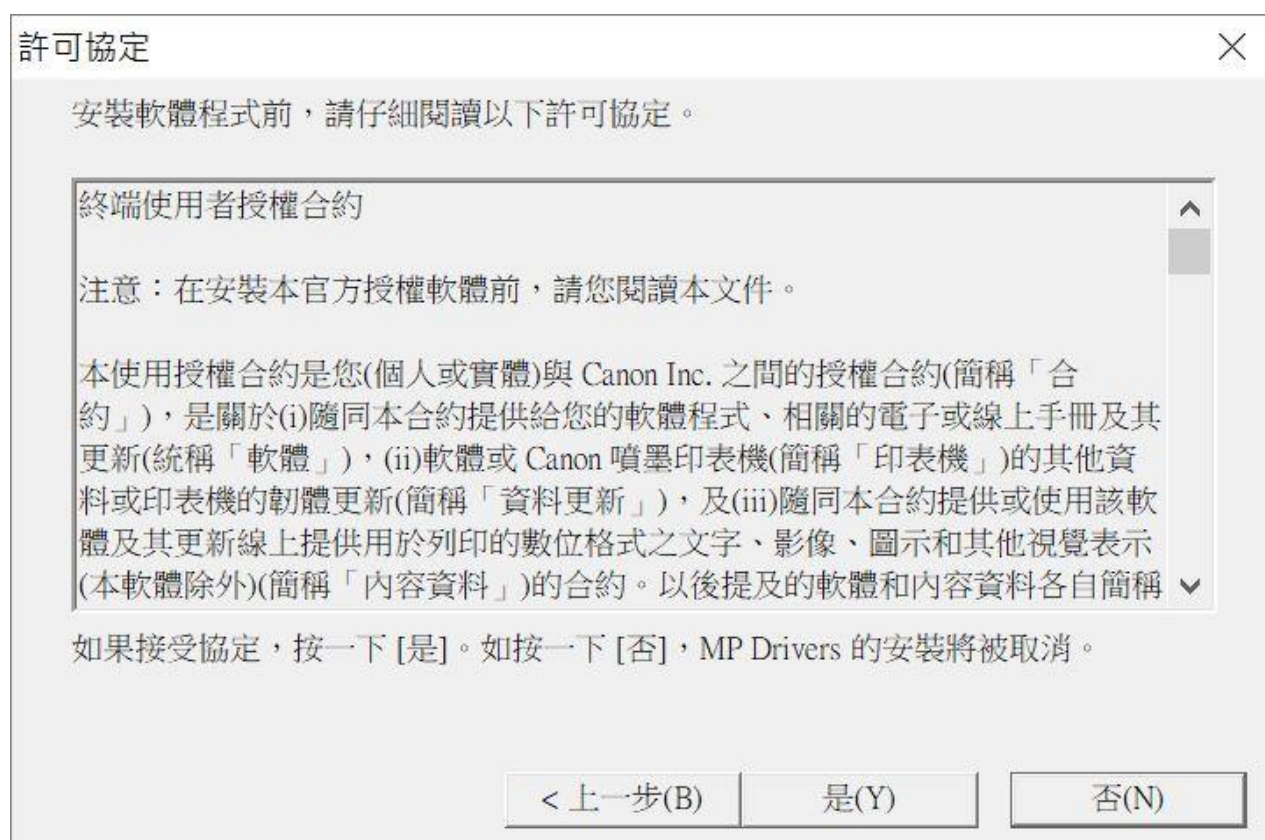 許可協定
安裝軟體程式前，請仔細閱讀以下許可協定。
終端使用者授權合約
注意：在安裝本官方授權軟體前，請您閱讀本文件。
本使用授權合約是您(個人或實體)與 Canon Inc. 之間的授權合約(簡稱「合
約」)，是關於(i)隨同本合約提供給您的軟體程式、相關的電子或線上手冊及其
更新(統稱「軟體」)，(ii)軟體或 Canon 噴墨印表機(簡稱「印表機」)的其他資
料或印表機的韌體更新(簡稱「資料更新」)，及(iii)隨同本合約提供或使用該軟
體及其更新線上提供用於列印的數位格式之文字、影像、圖示和其他視覺表示
(本軟體除外)(簡稱「內容資料」)的合約。以後提及的軟體和內容資料各自簡稱
如果接受協定，按一下 [是]。如按一下 [否]，MP Drivers 的安裝將被取消。
< 上一步(B)
是(Y)
否(N)